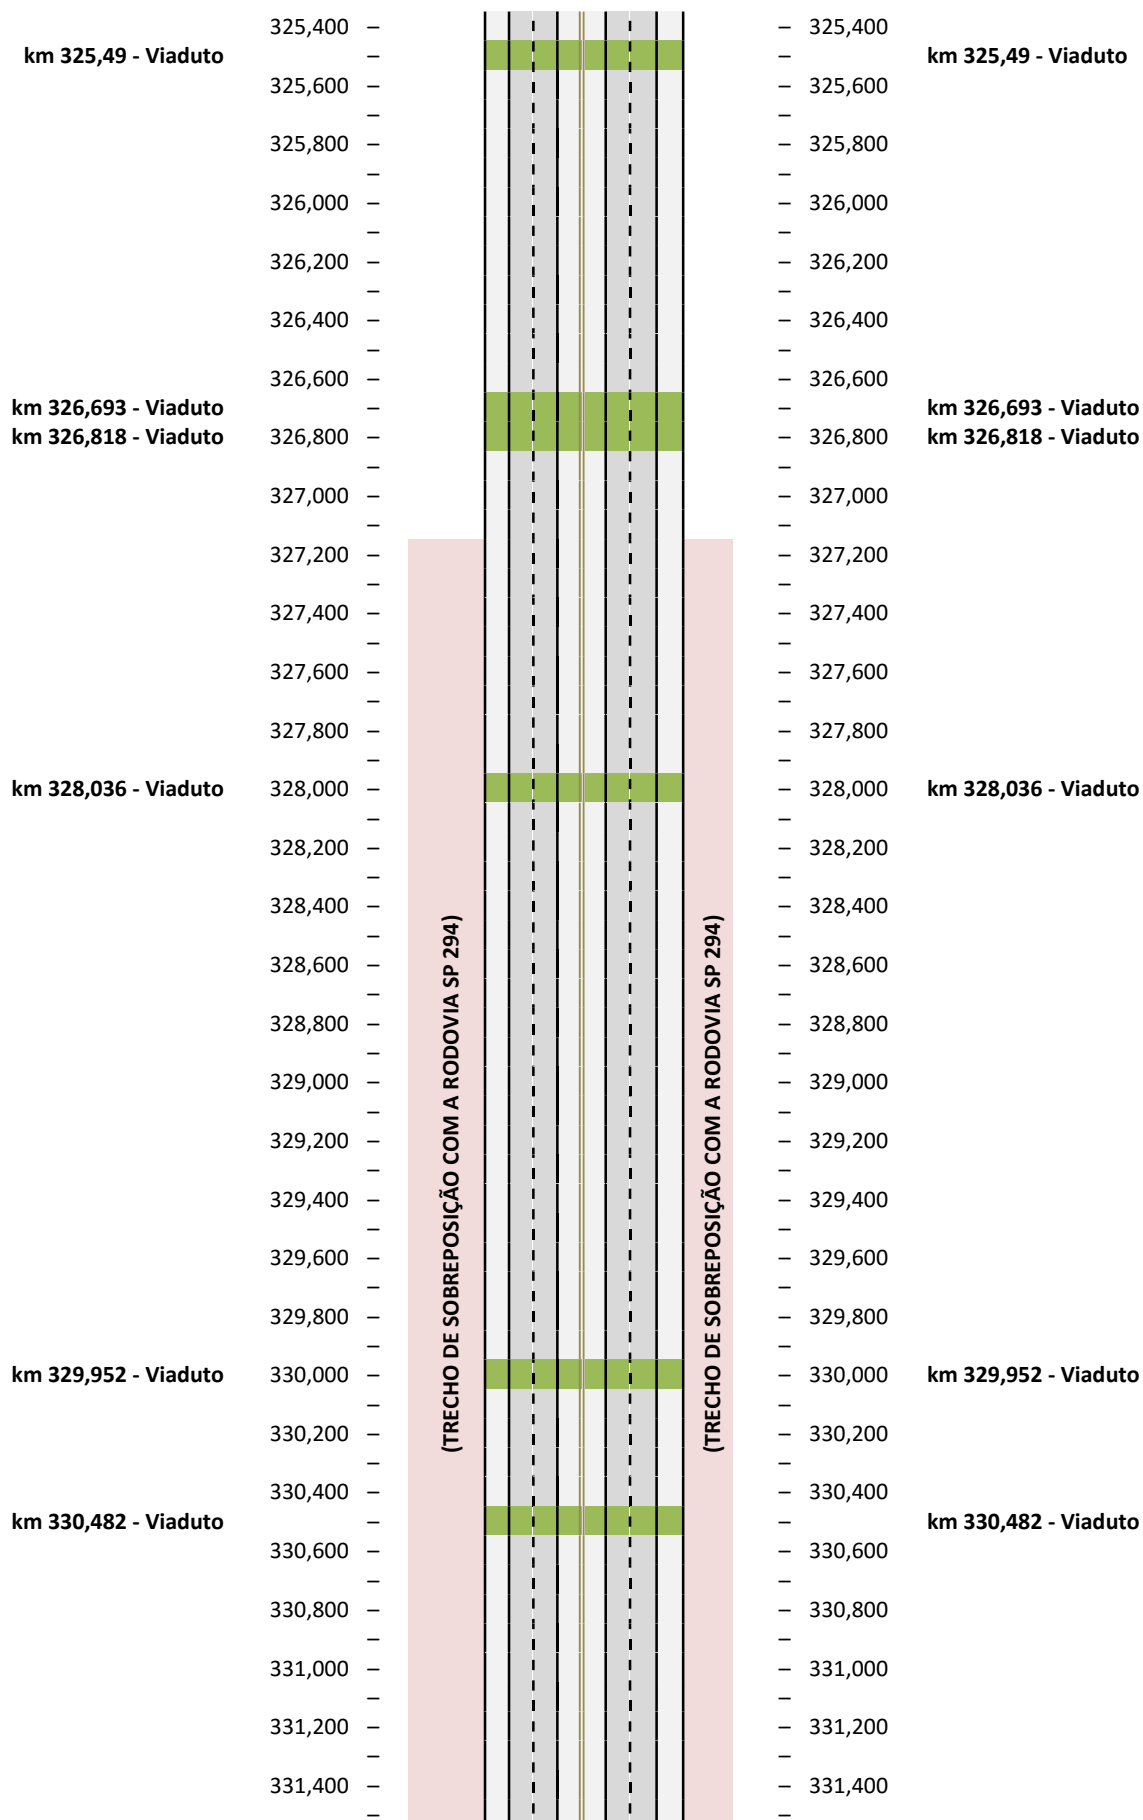 325,400 – – 325,400
km 325,49 - Viaduto – – km 325,49 - Viaduto
325,600 – – 325,600
– –
325,800 – – 325,800
– –
326,000 – – 326,000
– –
326,200 – – 326,200
– –
326,400 – – 326,400
– –
326,600 – – 326,600
km 326,693 - Viaduto – – km 326,693 - Viaduto
km 326,818 - Viaduto 326,800 – – 326,800 km 326,818 - Viaduto
– –
327,000 – – 327,000
– –
327,200 – – 327,200
– –
327,400 – – 327,400
– –
327,600 – – 327,600
– –
327,800 – – 327,800
– –
km 328,036 - Viaduto 328,000 – – 328,000 km 328,036 - Viaduto
– –
328,200 – – 328,200
– –
328,400 – – 328,400
– –
328,600 – – 328,600
– –
328,800 – – 328,800
– –
329,000 – – 329,000
– –
329,200 – – 329,200
– –
329,400 – – 329,400
– –
329,600 – – 329,600
– –
329,800 – – 329,800
– –
km 329,952 - Viaduto 330,000 – – 330,000 km 329,952 - Viaduto
– –
330,200 – – 330,200
– –
330,400 – – 330,400
km 330,482 - Viaduto – – km 330,482 - Viaduto
330,600 – – 330,600
– –
330,800 – – 330,800
– –
331,000 – – 331,000
– –
331,200 – – 331,200
– –
331,400 – – 331,400
– –
(TRECHO DE SOBREPOSIÇÃO COM A RODOVIA SP 294)
(TRECHO DE SOBREPOSIÇÃO COM A RODOVIA SP 294)